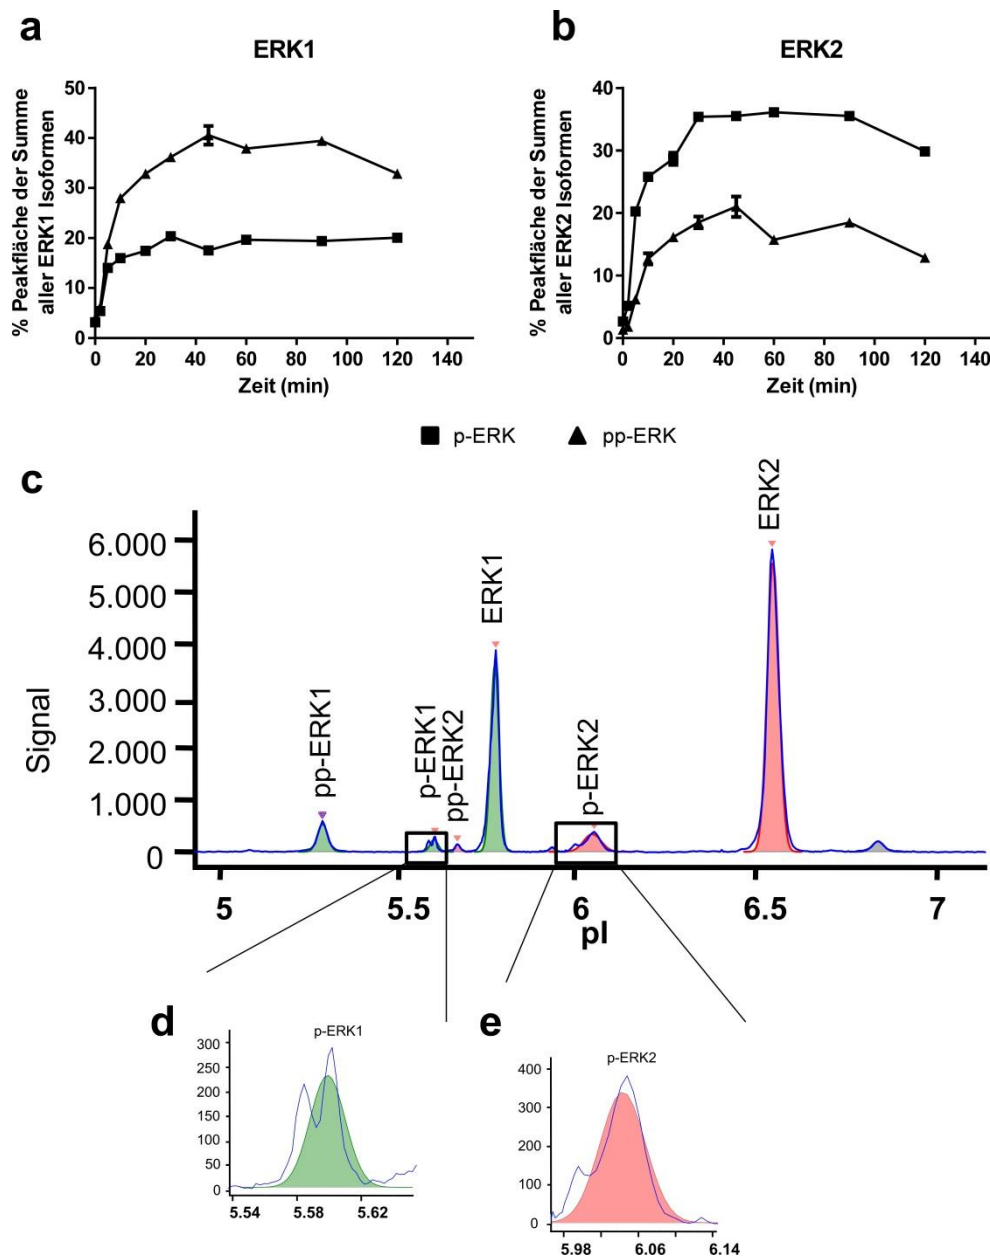 a
ERK1
% Peakfläche der Summe
aller ERK1 Isoformen
50
40
30
20
10
0
0 20 40 60 80 100 120 140
Zeit (min)
b
ERK2
% Peakfläche der Summe
aller ERK2 Isoformen
40
30
20
10
0
0 20 40 60 80 100 120 140
Zeit (min)
p-ERK pp-ERK
c
Signal
6.000
5.000
4.000
3.000
2.000
1.000
0
pp-ERK1
p-ERK1
pp-ERK2
ERK1
p-ERK2
ERK2
5 5.5 6 6.5 7
pI
d
p-ERK1
300
250
200
150
100
50
0
5.54 5.58 5.62
e
p-ERK2
400
300
200
100
0
5.98 6.06 6.14